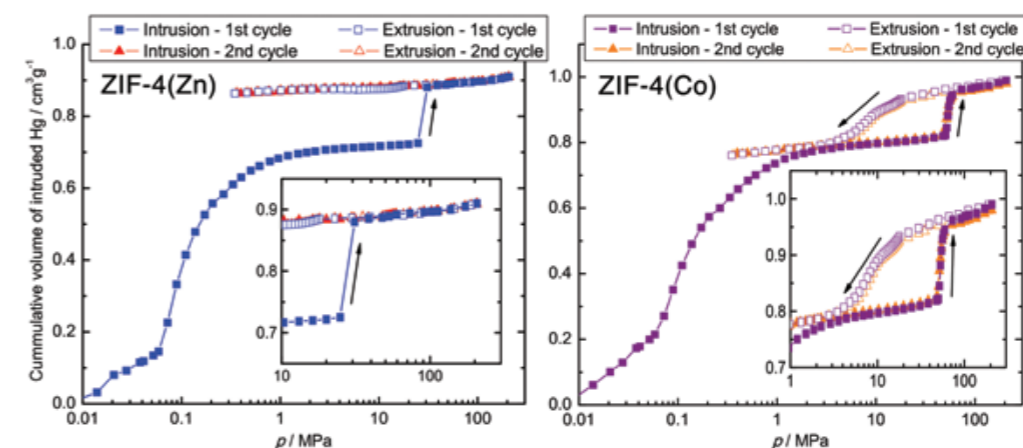 Intrusion - 1st cycle Extrusion - 1st cycle
Intrusion - 2nd cycle Extrusion - 2nd cycle
Cummulative volume of intruded Hg / cm³g⁻¹
1.0
0.8
0.6
0.4
0.2
0.0
ZIF-4(Zn)
0.9
0.8
0.7
10 100
0.01 0.1 1 10 100
p / MPa
Intrusion - 1st cycle Extrusion - 1st cycle
Intrusion - 2nd cycle Extrusion - 2nd cycle
1.0
0.8
0.6
0.4
0.2
0.0
ZIF-4(Co)
1.0
0.9
0.8
0.7
1 10 100
0.01 0.1 1 10 100
p / MPa